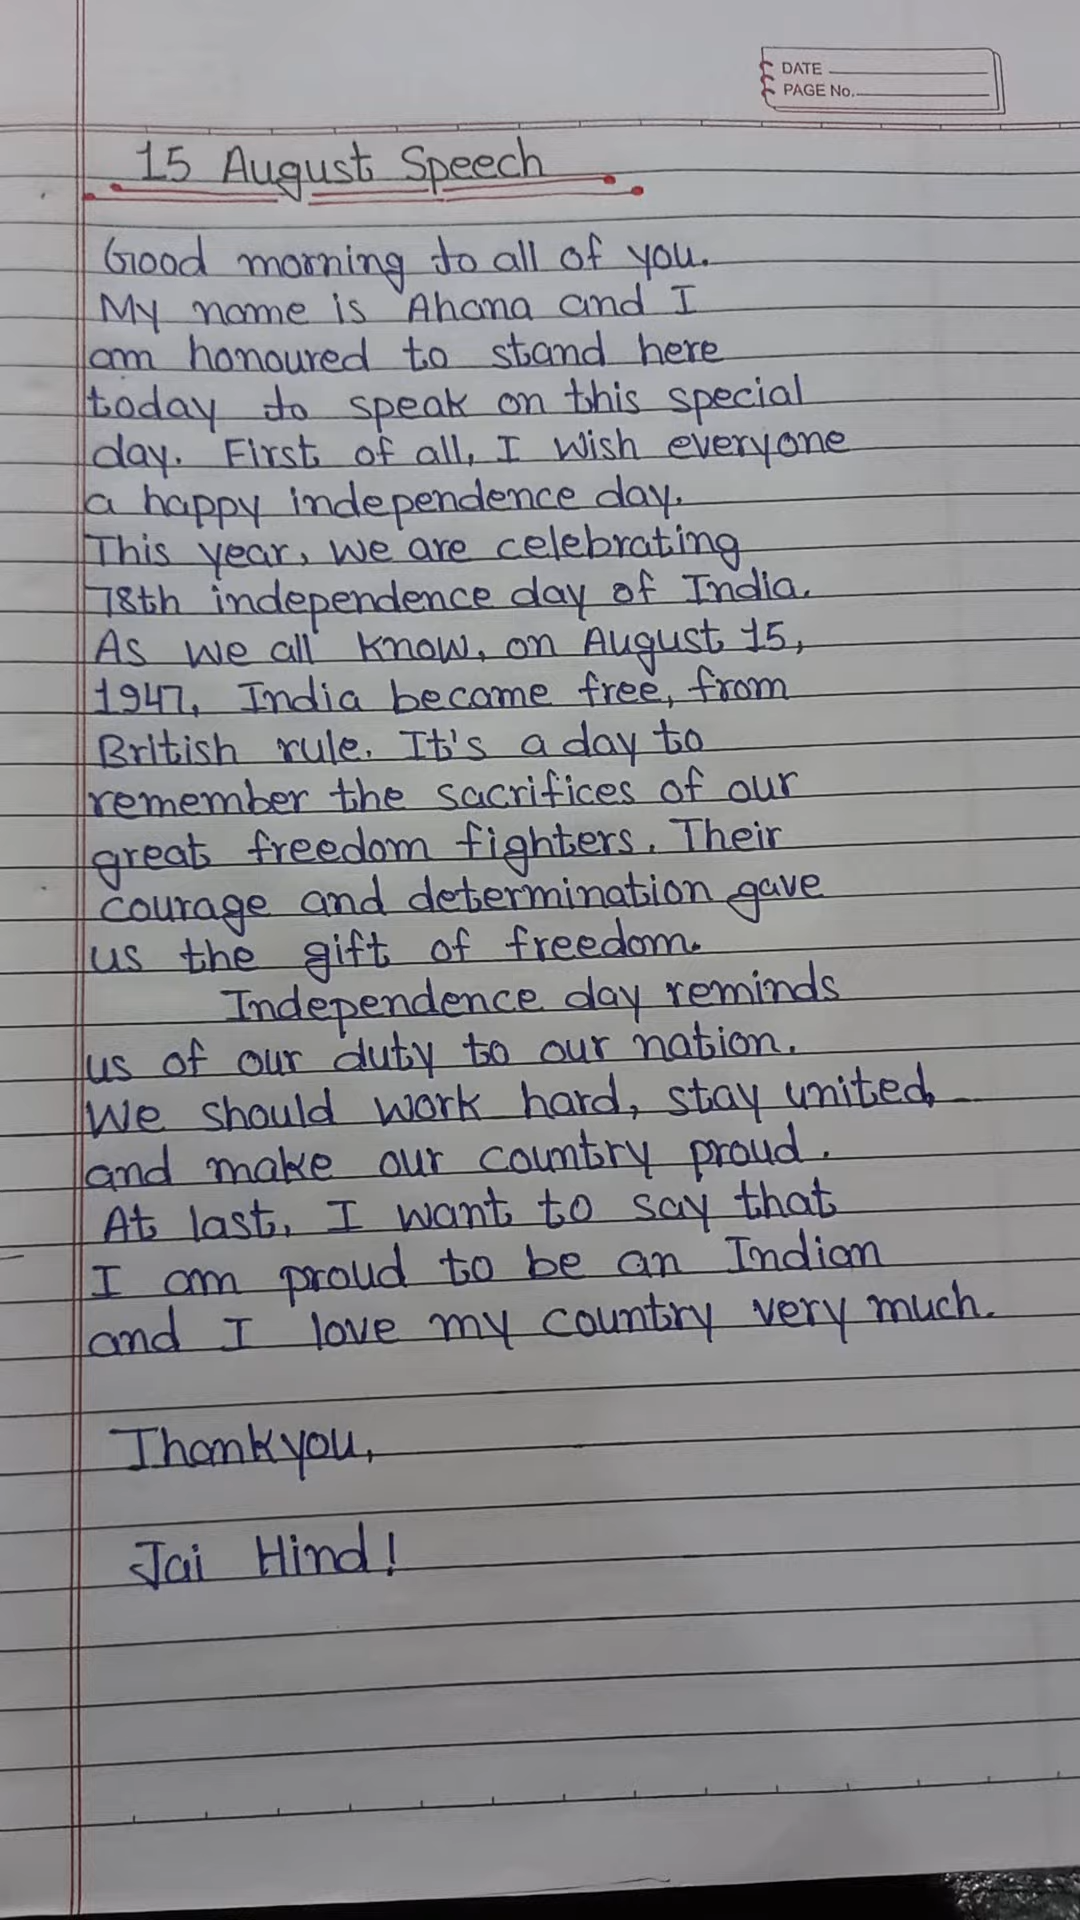 DATE
PAGE No.
15 August Speech
Good morning to all of you.
My name is Ahana and I
am honoured to stand here
today to speak on this special
day. First of all, I wish everyone
a happy independence day.
This year, we are celebrating
78th independence day of India.
As we all know, on August 15,
1947, India became free, from
British rule. It's a day to
remember the sacrifices of our
great freedom fighters. Their
courage and determination gave
us the gift of freedom.
Independence day reminds
us of our duty to our nation.
We should work hard, stay united,
and make our country proud.
At last, I want to say that
I am proud to be an Indian
and I love my country very much.
Thankyou,
Jai Hind!